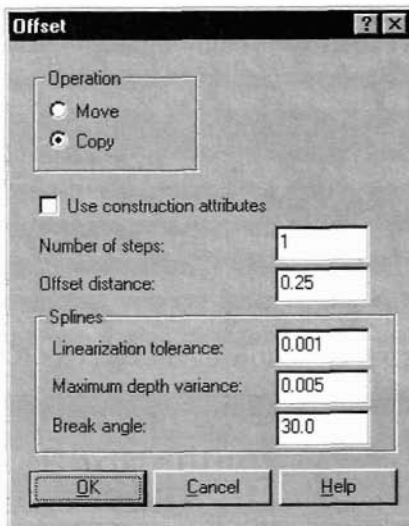 Offset
Operation
Move
Copy
Use construction attributes
Number of steps: 1
Offset distance: 0.25
Splines
Linearization tolerance: 0.001
Maximum depth variance: 0.005
Break angle: 30.0
OK Cancel Help